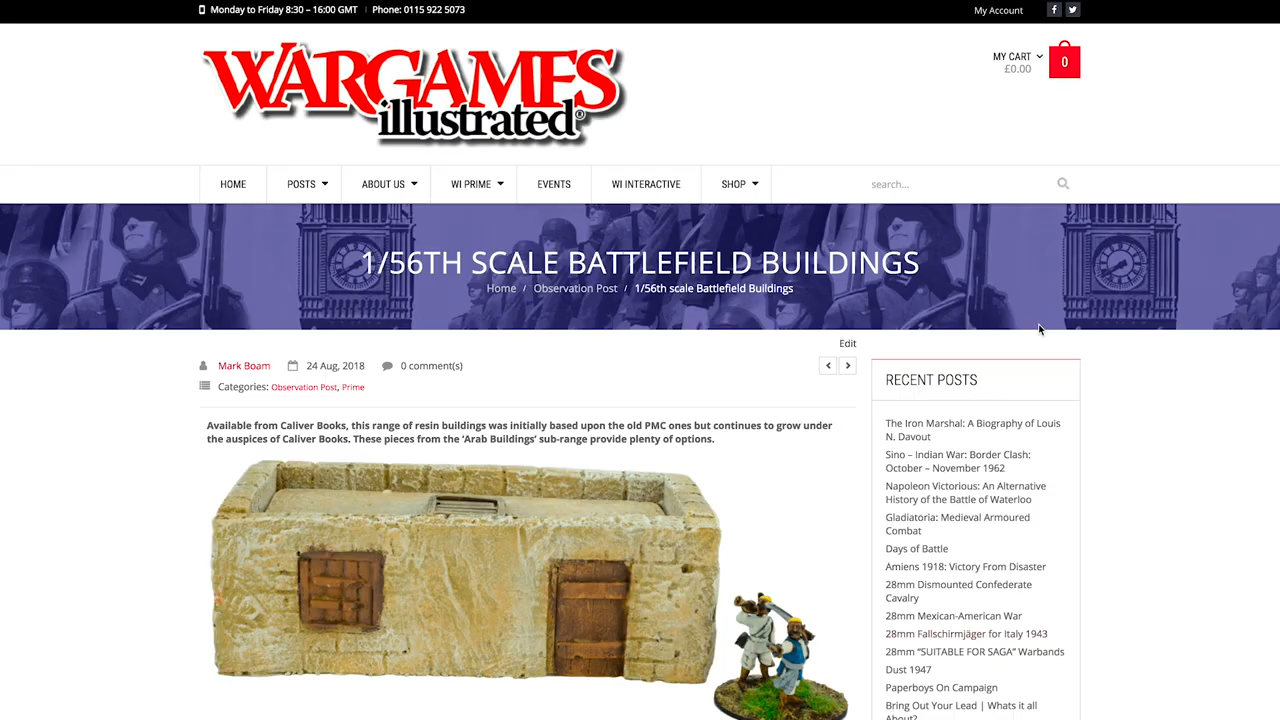 Monday to Friday 8:30 – 16:00 GMT
Phone: 0115 922 5073
My Account
WARGAMES
illustrated®
MY CART
£0.00
0
HOME
POSTS
ABOUT US
WI PRIME
EVENTS
WI INTERACTIVE
SHOP
search...
1/56TH SCALE BATTLEFIELD BUILDINGS
Home / Observation Post / 1/56th scale Battlefield Buildings
Edit
Mark Boam
24 Aug, 2018
0 comment(s)
Categories: Observation Post, Prime
Available from Caliver Books, this range of resin buildings was initially based upon the old PMC ones but continues to grow under
the auspices of Caliver Books. These pieces from the ‘Arab Buildings’ sub-range provide plenty of options.
RECENT POSTS
The Iron Marshal: A Biography of Louis
N. Davout
Sino – Indian War: Border Clash:
October – November 1962
Napoleon Victorious: An Alternative
History of the Battle of Waterloo
Gladiatoria: Medieval Armoured
Combat
Days of Battle
Amiens 1918: Victory From Disaster
28mm Dismounted Confederate
Cavalry
28mm Mexican-American War
28mm Fallschirmjäger for Italy 1943
28mm “SUITABLE FOR SAGA” Warbands
Dust 1947
Paperboys On Campaign
Bring Out Your Lead | Whats it all
About?